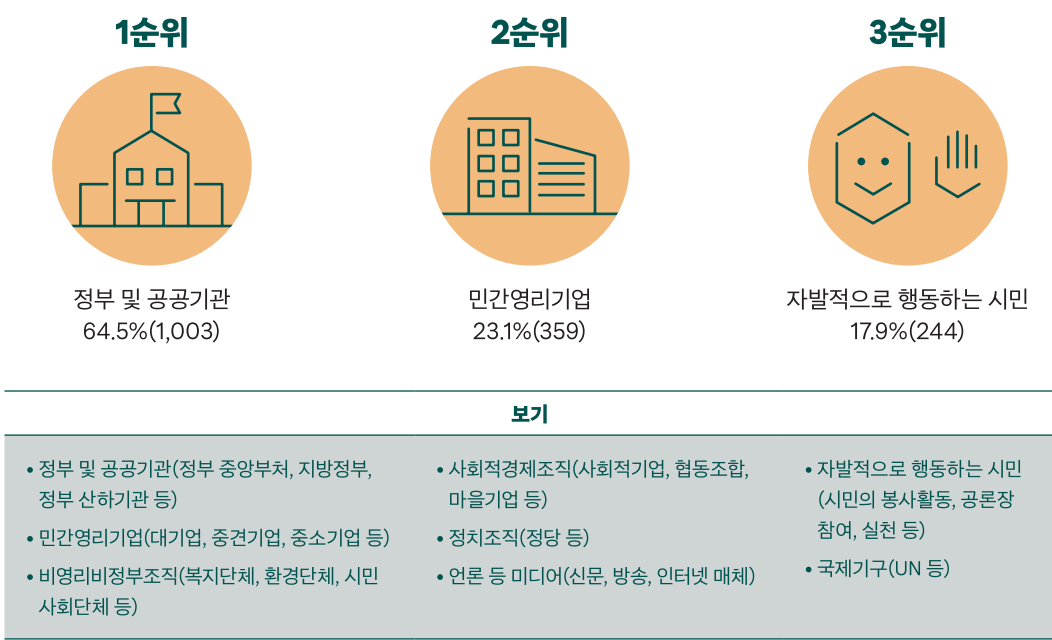 1순위
정부 및 공공기관
64.5%(1,003)
2순위
민간영리기업
23.1%(359)
3순위
자발적으로 행동하는 시민
17.9%(244)
보기
• 정부 및 공공기관(정부 중앙부처, 지방정부,
정부 산하기관 등)
• 민간영리기업(대기업, 중견기업, 중소기업 등)
• 비영리비정부조직(복지단체, 환경단체, 시민
사회단체 등)
• 사회적경제조직(사회적기업, 협동조합,
마을기업 등)
• 정치조직(정당 등)
• 언론 등 미디어(신문, 방송, 인터넷 매체)
• 자발적으로 행동하는 시민
(시민의 봉사활동, 공론장
참여, 실천 등)
• 국제기구(UN 등)